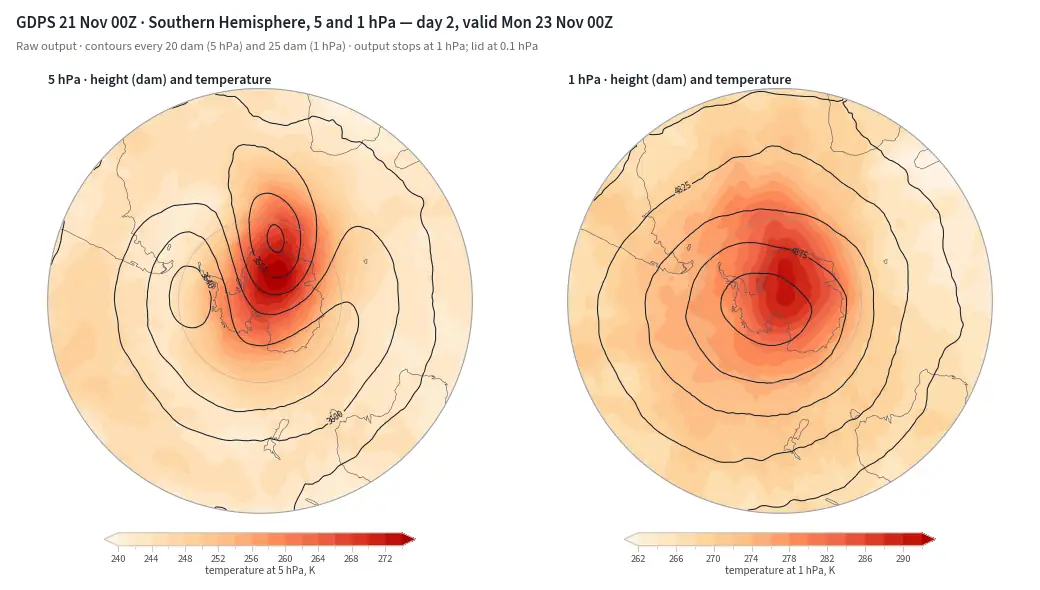 GDPS 21 Nov 00Z · Southern Hemisphere, 5 and 1 hPa — day 2, valid Mon 23 Nov 00Z
Raw output · contours every 20 dam (5 hPa) and 25 dam (1 hPa) · output stops at 1 hPa; lid at 0.1 hPa
5 hPa · height (dam) and temperature
1 hPa · height (dam) and temperature
4825
4875
240 244 248 252 256 260 264 268 272
temperature at 5 hPa, K
262 266 270 274 278 282 286 290
temperature at 1 hPa, K